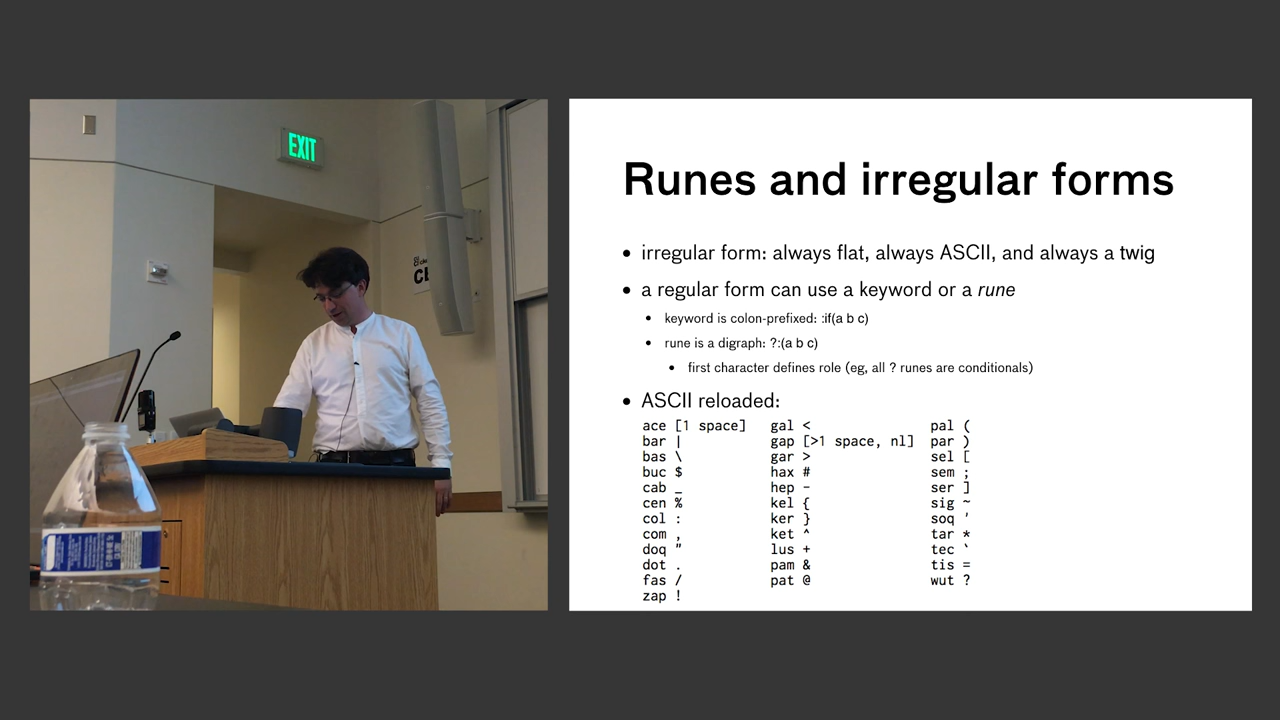 EXIT
Runes and irregular forms
• irregular form: always flat, always ASCII, and always a twig
• a regular form can use a keyword or a rune
• keyword is colon-prefixed: :if(a b c)
• rune is a digraph: ?:(a b c)
• first character defines role (eg, all ? runes are conditionals)
• ASCII reloaded:
ace [1 space] gal < pal (
bar | gap [>1 space, nl] par )
bas \ gar > sel [
buc $ hax # sem ;
cab _ hep - ser ]
cen % kel { sig ~
col : ker } soq '
com , ket ^ tar *
doq " lus + tec `
dot . pam & tis =
fas / pat @ wut ?
zap !